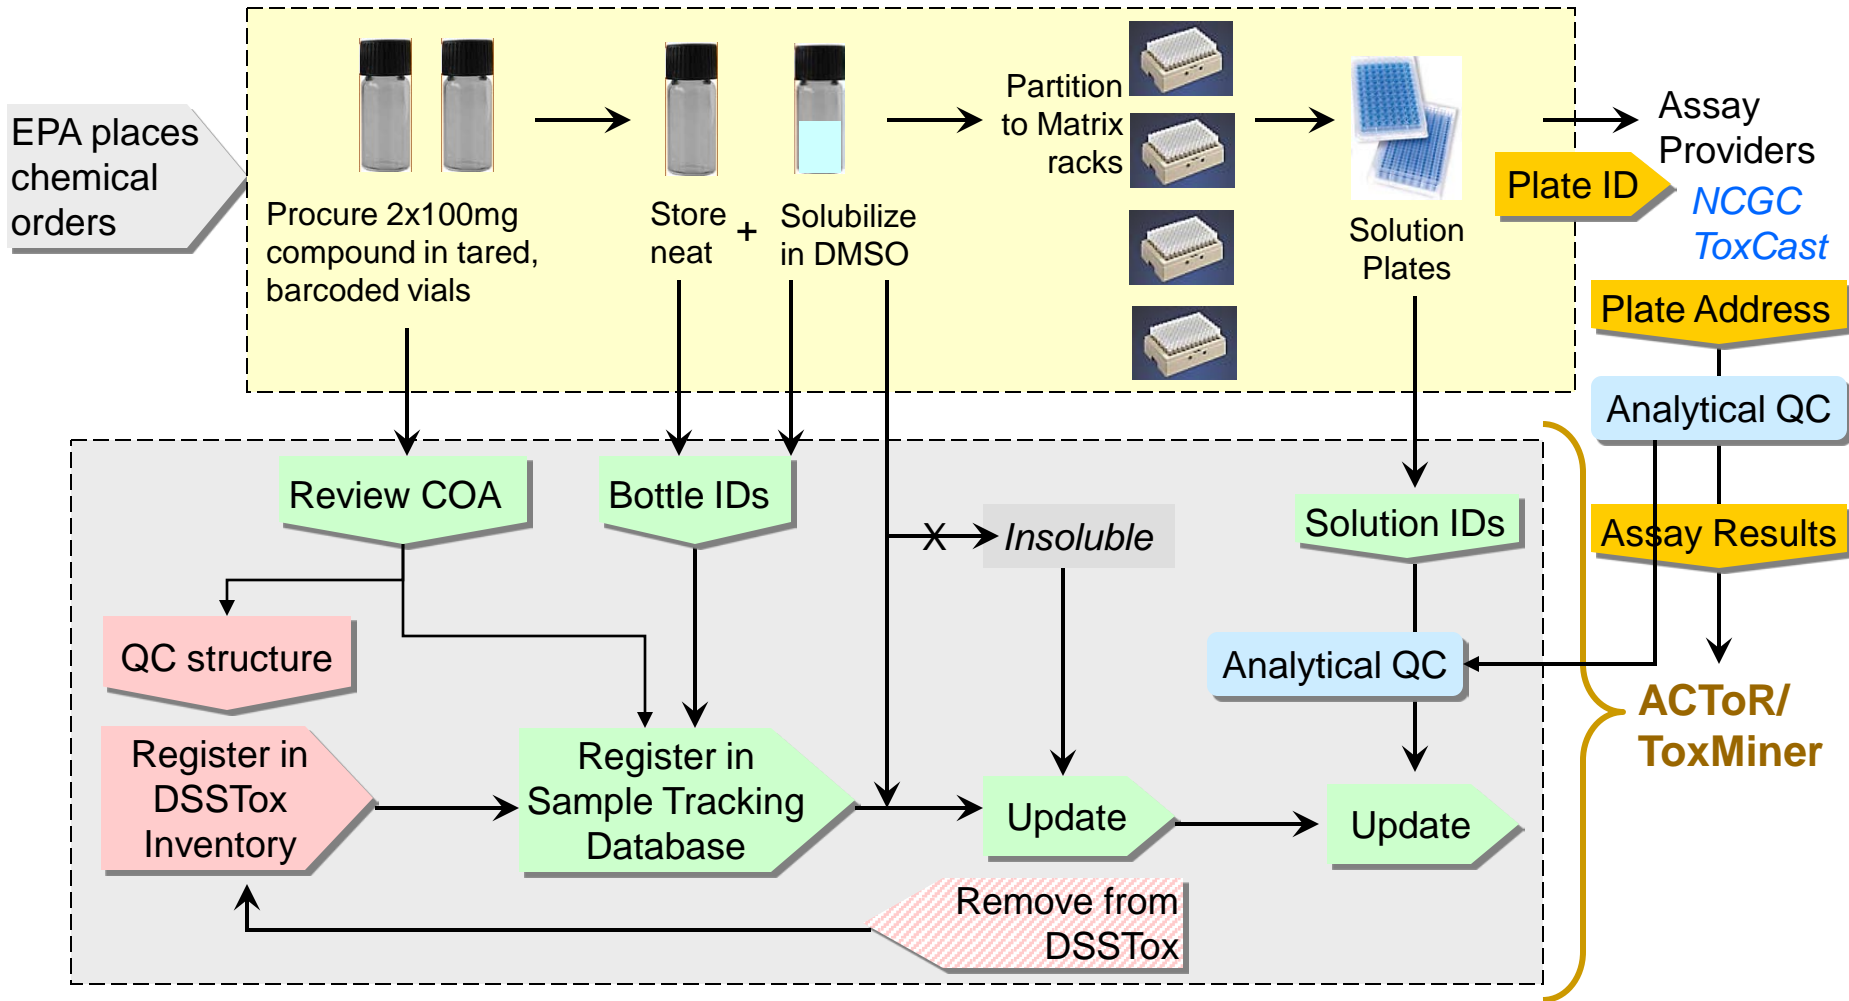 EPA places
chemical
orders
Procure 2x100mg
compound in tared,
barcoded vials
Store
neat
+
Solubilize
in DMSO
Partition
to Matrix
racks
Solution
Plates
Assay
Providers
Plate ID
NCGC
ToxCast
Plate Address
Analytical QC
Assay Results
ACToR/
ToxMiner
Review COA
Bottle IDs
X
Insoluble
Solution IDs
QC structure
Analytical QC
Register in
DSSTox
Inventory
Register in
Sample Tracking
Database
Update
Update
Remove from
DSSTox